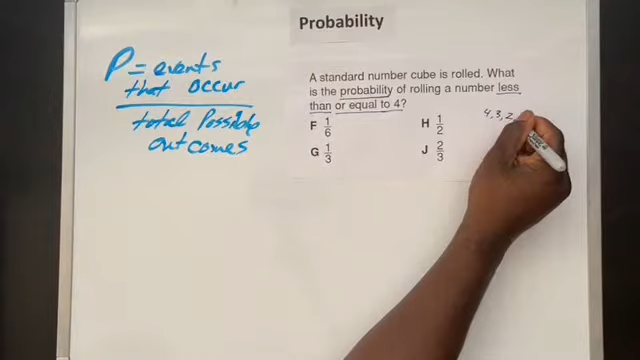 Probability
P = events
that occur
total Possible
outcomes
A standard number cube is rolled. What
is the probability of rolling a number less
than or equal to 4?
F 1/6
H 1/2
G 1/3
J 2/3
4,3,2,